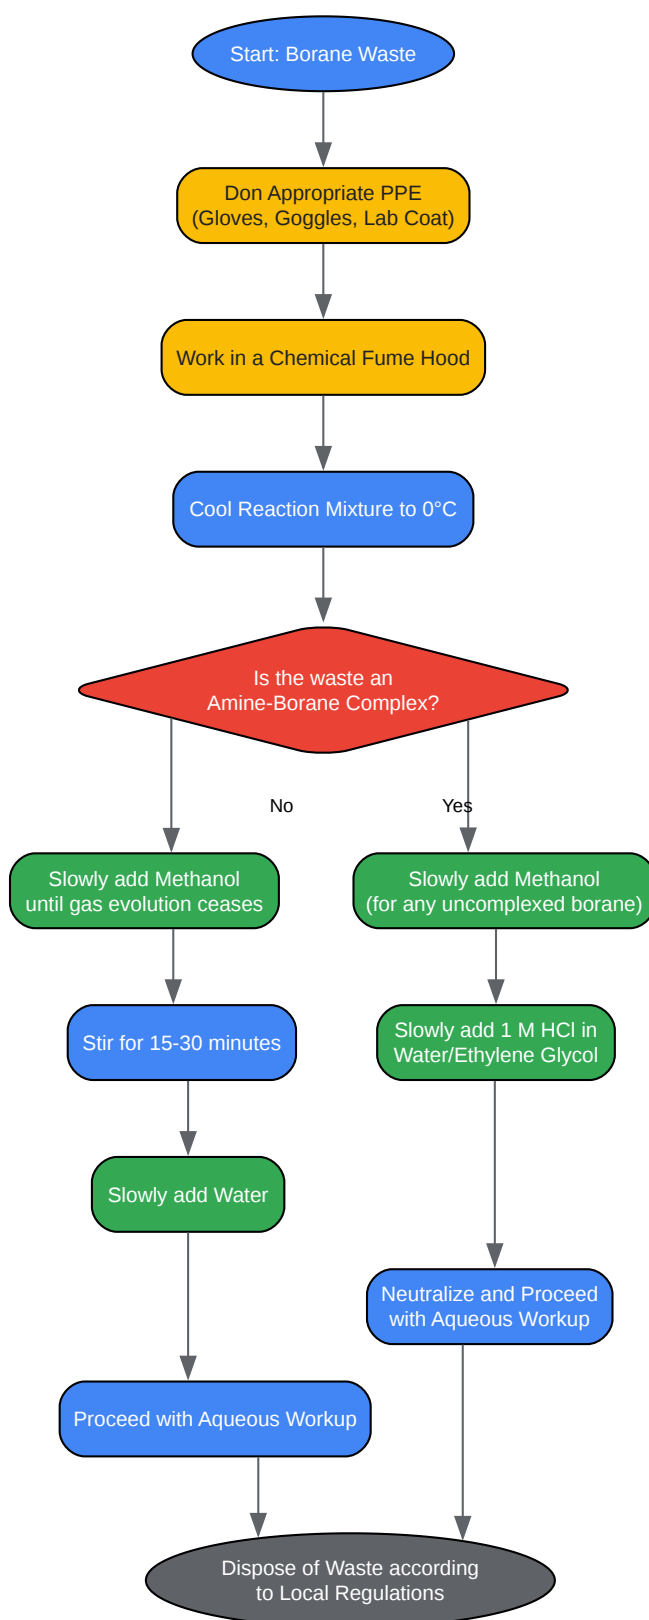 Start: Borane Waste
Don Appropriate PPE
(Gloves, Goggles, Lab Coat)
Work in a Chemical Fume Hood
Cool Reaction Mixture to 0°C
Is the waste an
Amine-Borane Complex?
No
Yes
Slowly add Methanol
until gas evolution ceases
Slowly add Methanol
(for any uncomplexed borane)
Stir for 15-30 minutes
Slowly add 1 M HCl in
Water/Ethylene Glycol
Slowly add Water
Neutralize and Proceed
with Aqueous Workup
Proceed with Aqueous Workup
Dispose of Waste according
to Local Regulations